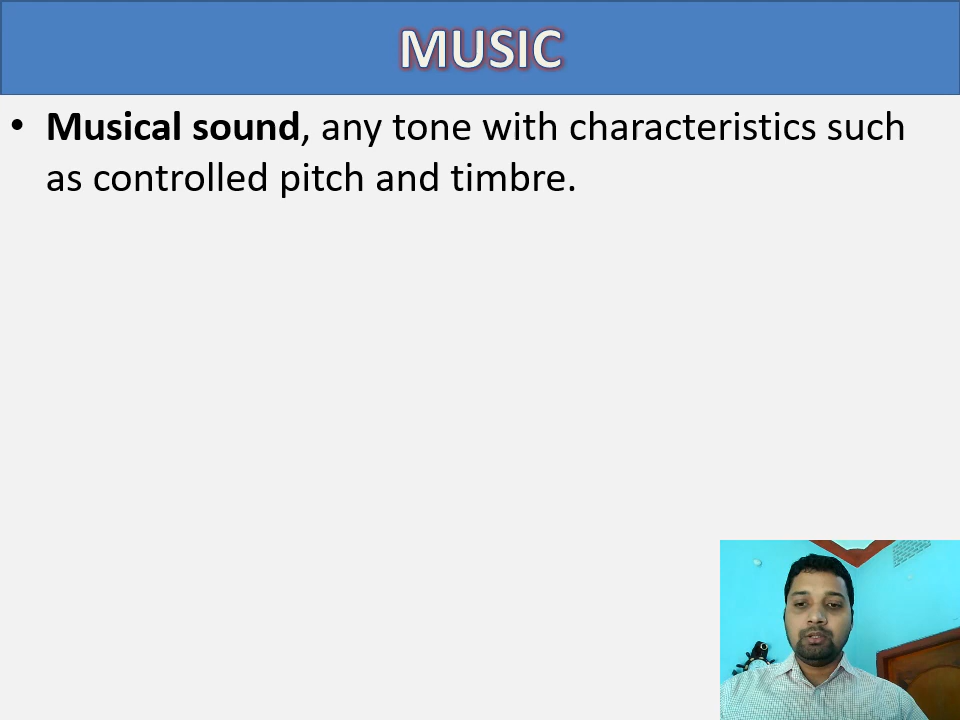 MUSIC
• Musical sound, any tone with characteristics such
as controlled pitch and timbre.